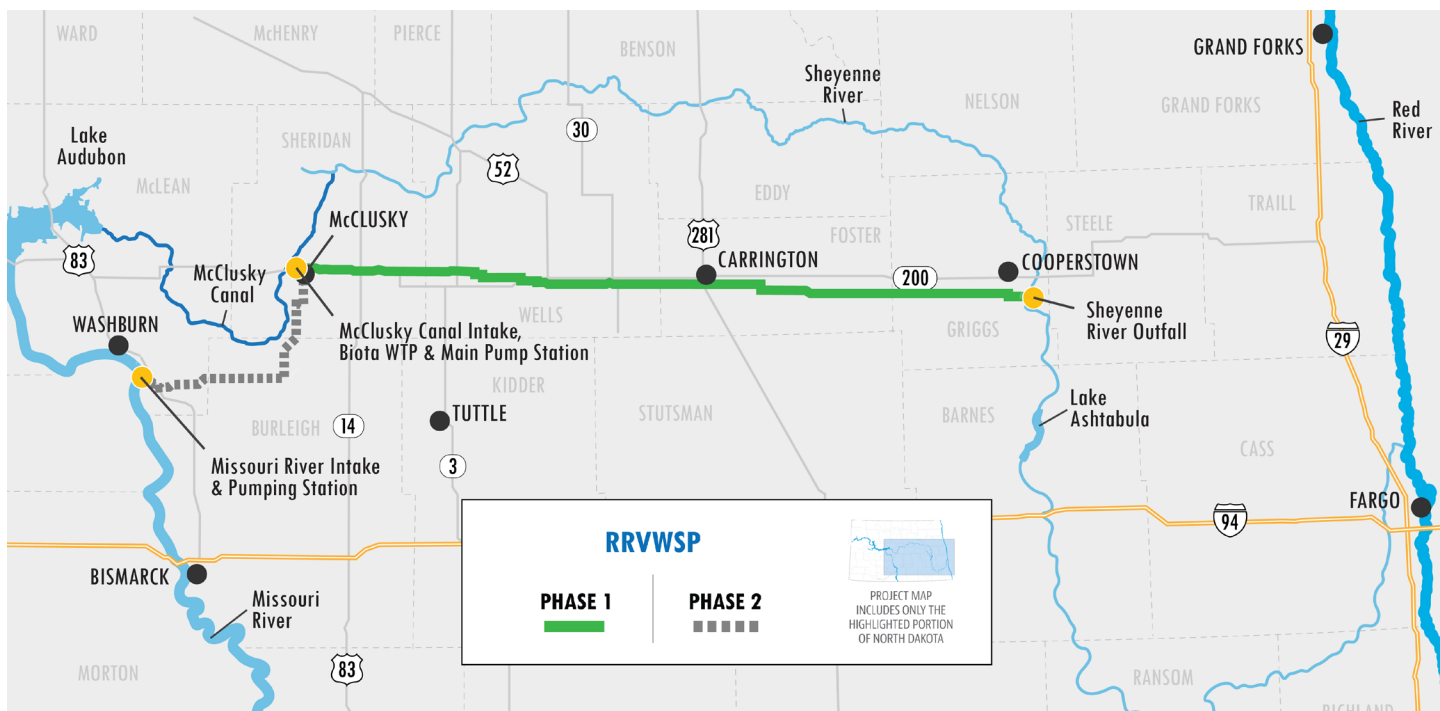 WARD
McHENRY
PIERCE
BENSON
GRAND FORKS
Sheyenne
River
NELSON
GRAND FORKS
Red
River
30
Lake
Audubon
SHERIDAN
52
McLEAN
EDDY
TRAILL
McCLUSKY
STEELE
281
FOSTER
83
CARRINGTON
COOPERSTOWN
McClusky
Canal
200
WASHBURN
WELLS
Sheyenne
River Outfall
McClusky Canal Intake,
Biota WTP & Main Pump Station
GRIGGS
29
KIDDER
TUTTLE
STUTSMAN
BARNES
Lake
Ashtabula
BURLEIGH
14
CASS
3
Missouri River Intake
& Pumping Station
FARGO
94
RRVWSP
BISMARCK
PHASE 1
PHASE 2
PROJECT MAP
INCLUDES ONLY THE
HIGHLIGHTED PORTION
OF NORTH DAKOTA
Missouri
River
83
MORTON
RANSOM
RICHLAND